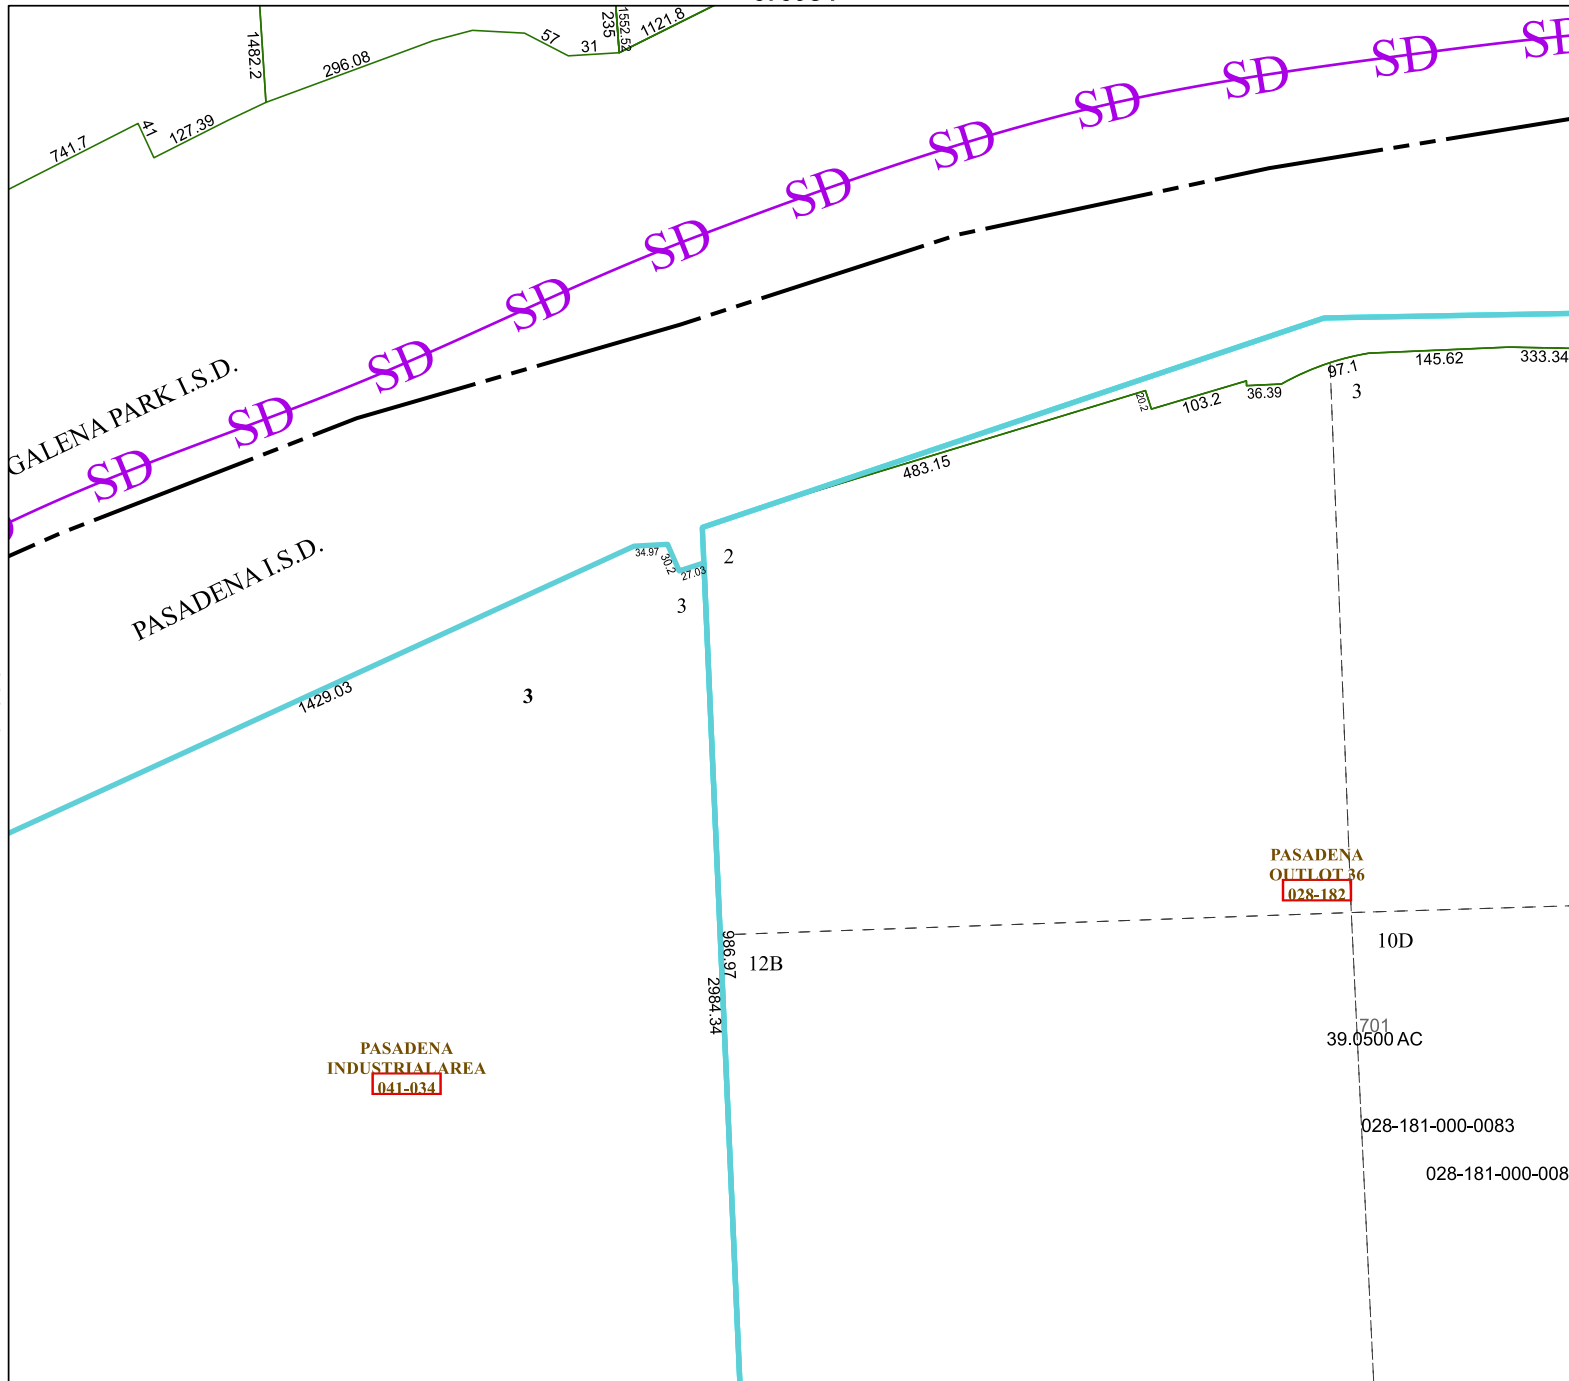 1482.2
296.08
57
31
235
1552.52
1121.8
741.7
41
127.39
SD
SD
SD
SD
SD
SD
SD
SD
SD
SD
SD
GALENA PARK I.S.D.
PASADENA I.S.D.
97.1
145.62
333.34
3
20.2
103.2
36.39
483.15
34.97
30.2
27.03
2
3
1429.03
3
PASADENA
OUTLOT 36
028-182
986.97
12B
10D
2984.34
701
39.0500 AC
PASADENA
INDUSTRIAL AREA
041-034
028-181-000-0083
028-181-000-008